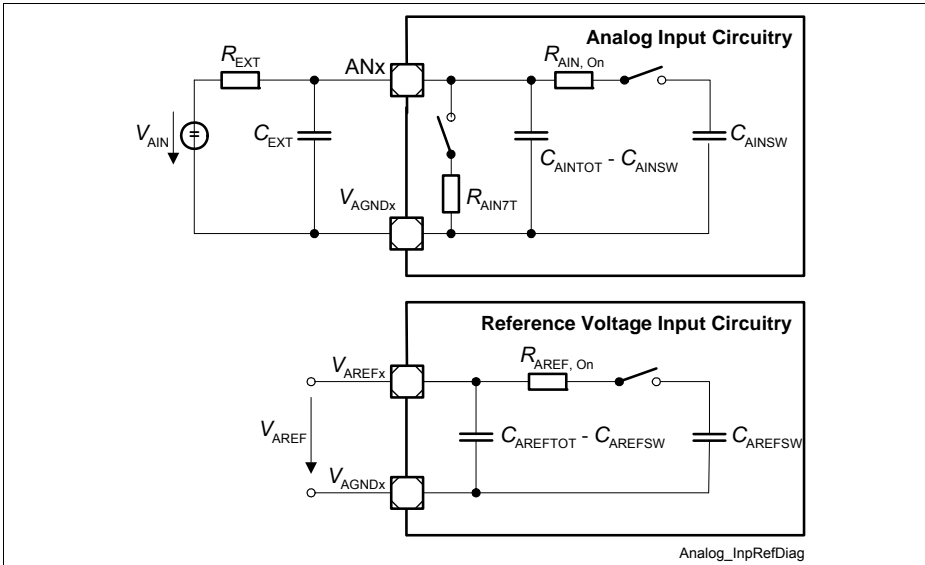 Analog Input Circuitry
R_EXT
ANx
R_AIN, On
V_AIN
C_EXT
C_AINTOT - C_AINSW
C_AINSW
R_AIN7T
V_AGNDx
Reference Voltage Input Circuitry
V_AREFx
R_AREF, On
V_AREF
C_AREFTOT - C_AREFSW
C_AREFSW
V_AGNDx
Analog_InpRefDiag